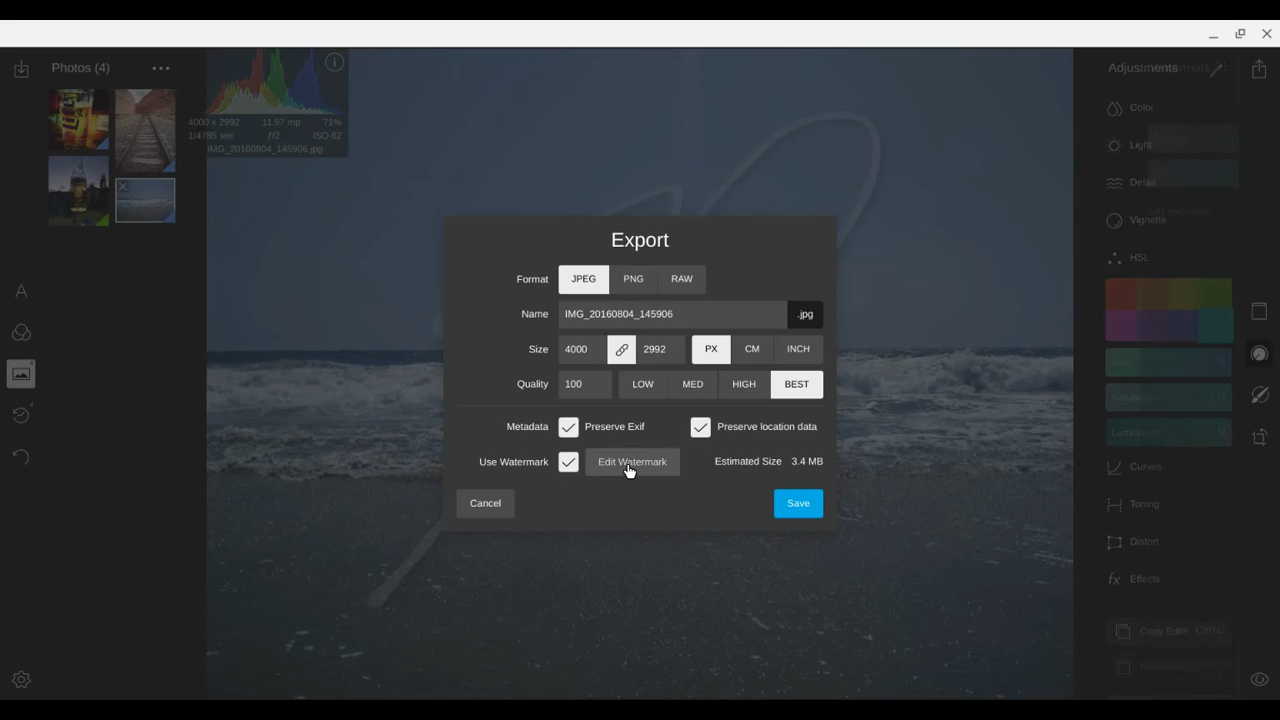 Photos (4)
Adjustments
4000 x 2992 11.97 mp 71%
1/4785 sec ƒ/2 ISO 62
IMG_20160804_145906.jpg
Color
Light
Detail
Vignette
HSL
Export
Format JPEG PNG RAW
Name IMG_20160804_145906 .jpg
Size 4000 2992 PX CM INCH
Quality 100 LOW MED HIGH BEST
Metadata Preserve Exif Preserve location data
Use Watermark Edit Watermark Estimated Size 3.4 MB
Cancel Save
Curves
Toning
Distort
fx Effects
Copy Edits Ctrl C